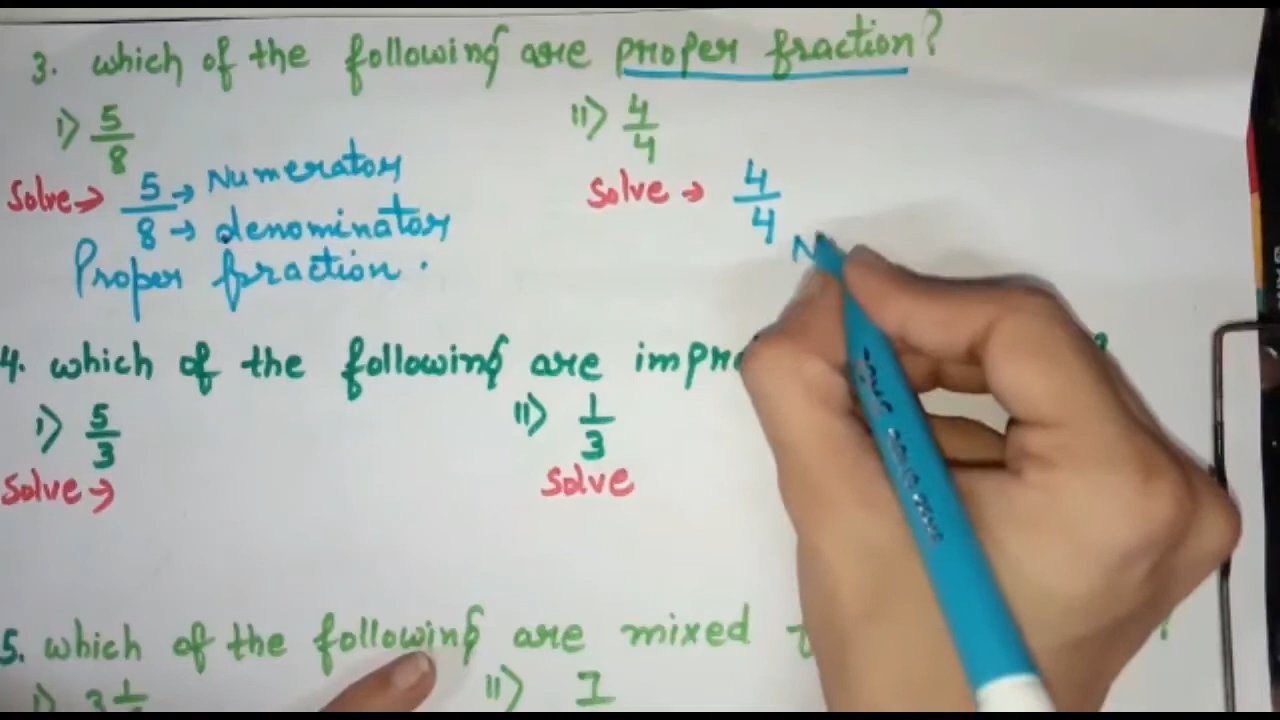 3. which of the following are proper fraction?
i) 5/8
ii) 4/4
Solve → 5/8 → Numerator → denominator
Proper fraction.
Solve → 4/4
N
4. which of the following are impr ?
i) 5/3
ii) 1/3
Solve →
Solve
5. which of the following are mixed ?
i) 3 1
ii) 7